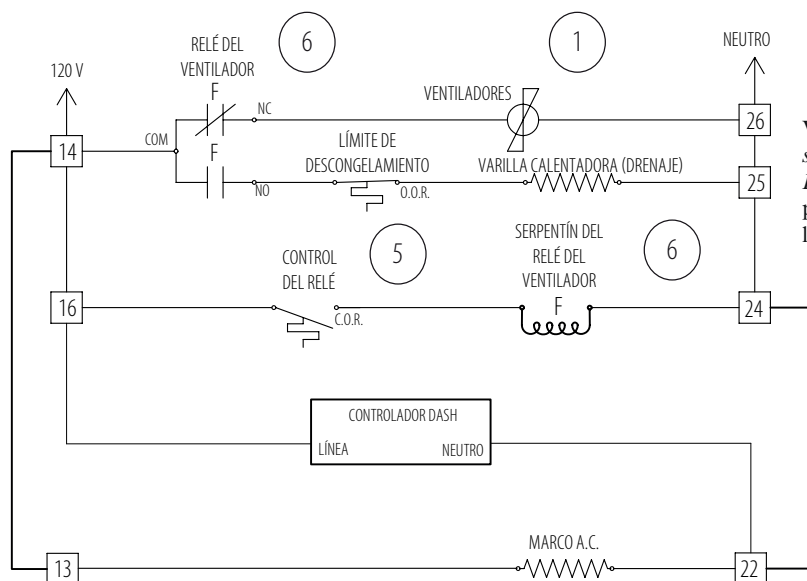 RELÉ DEL
VENTILADOR
6
1
NEUTRO
120 V
F
VENTILADORES
NC
26
14
COM
F
LÍMITE DE
DESCONGELAMIENTO
VARILLA CALENTADORA (DRENAJE)
25
NO
O.O.R.
CONTROL
DEL RELÉ
5
SERPENTÍN DEL
RELÉ DEL
VENTILADOR
6
F
16
C.O.R.
24
CONTROLADOR DASH
LÍNEA
NEUTRO
MARCO A.C.
13
22